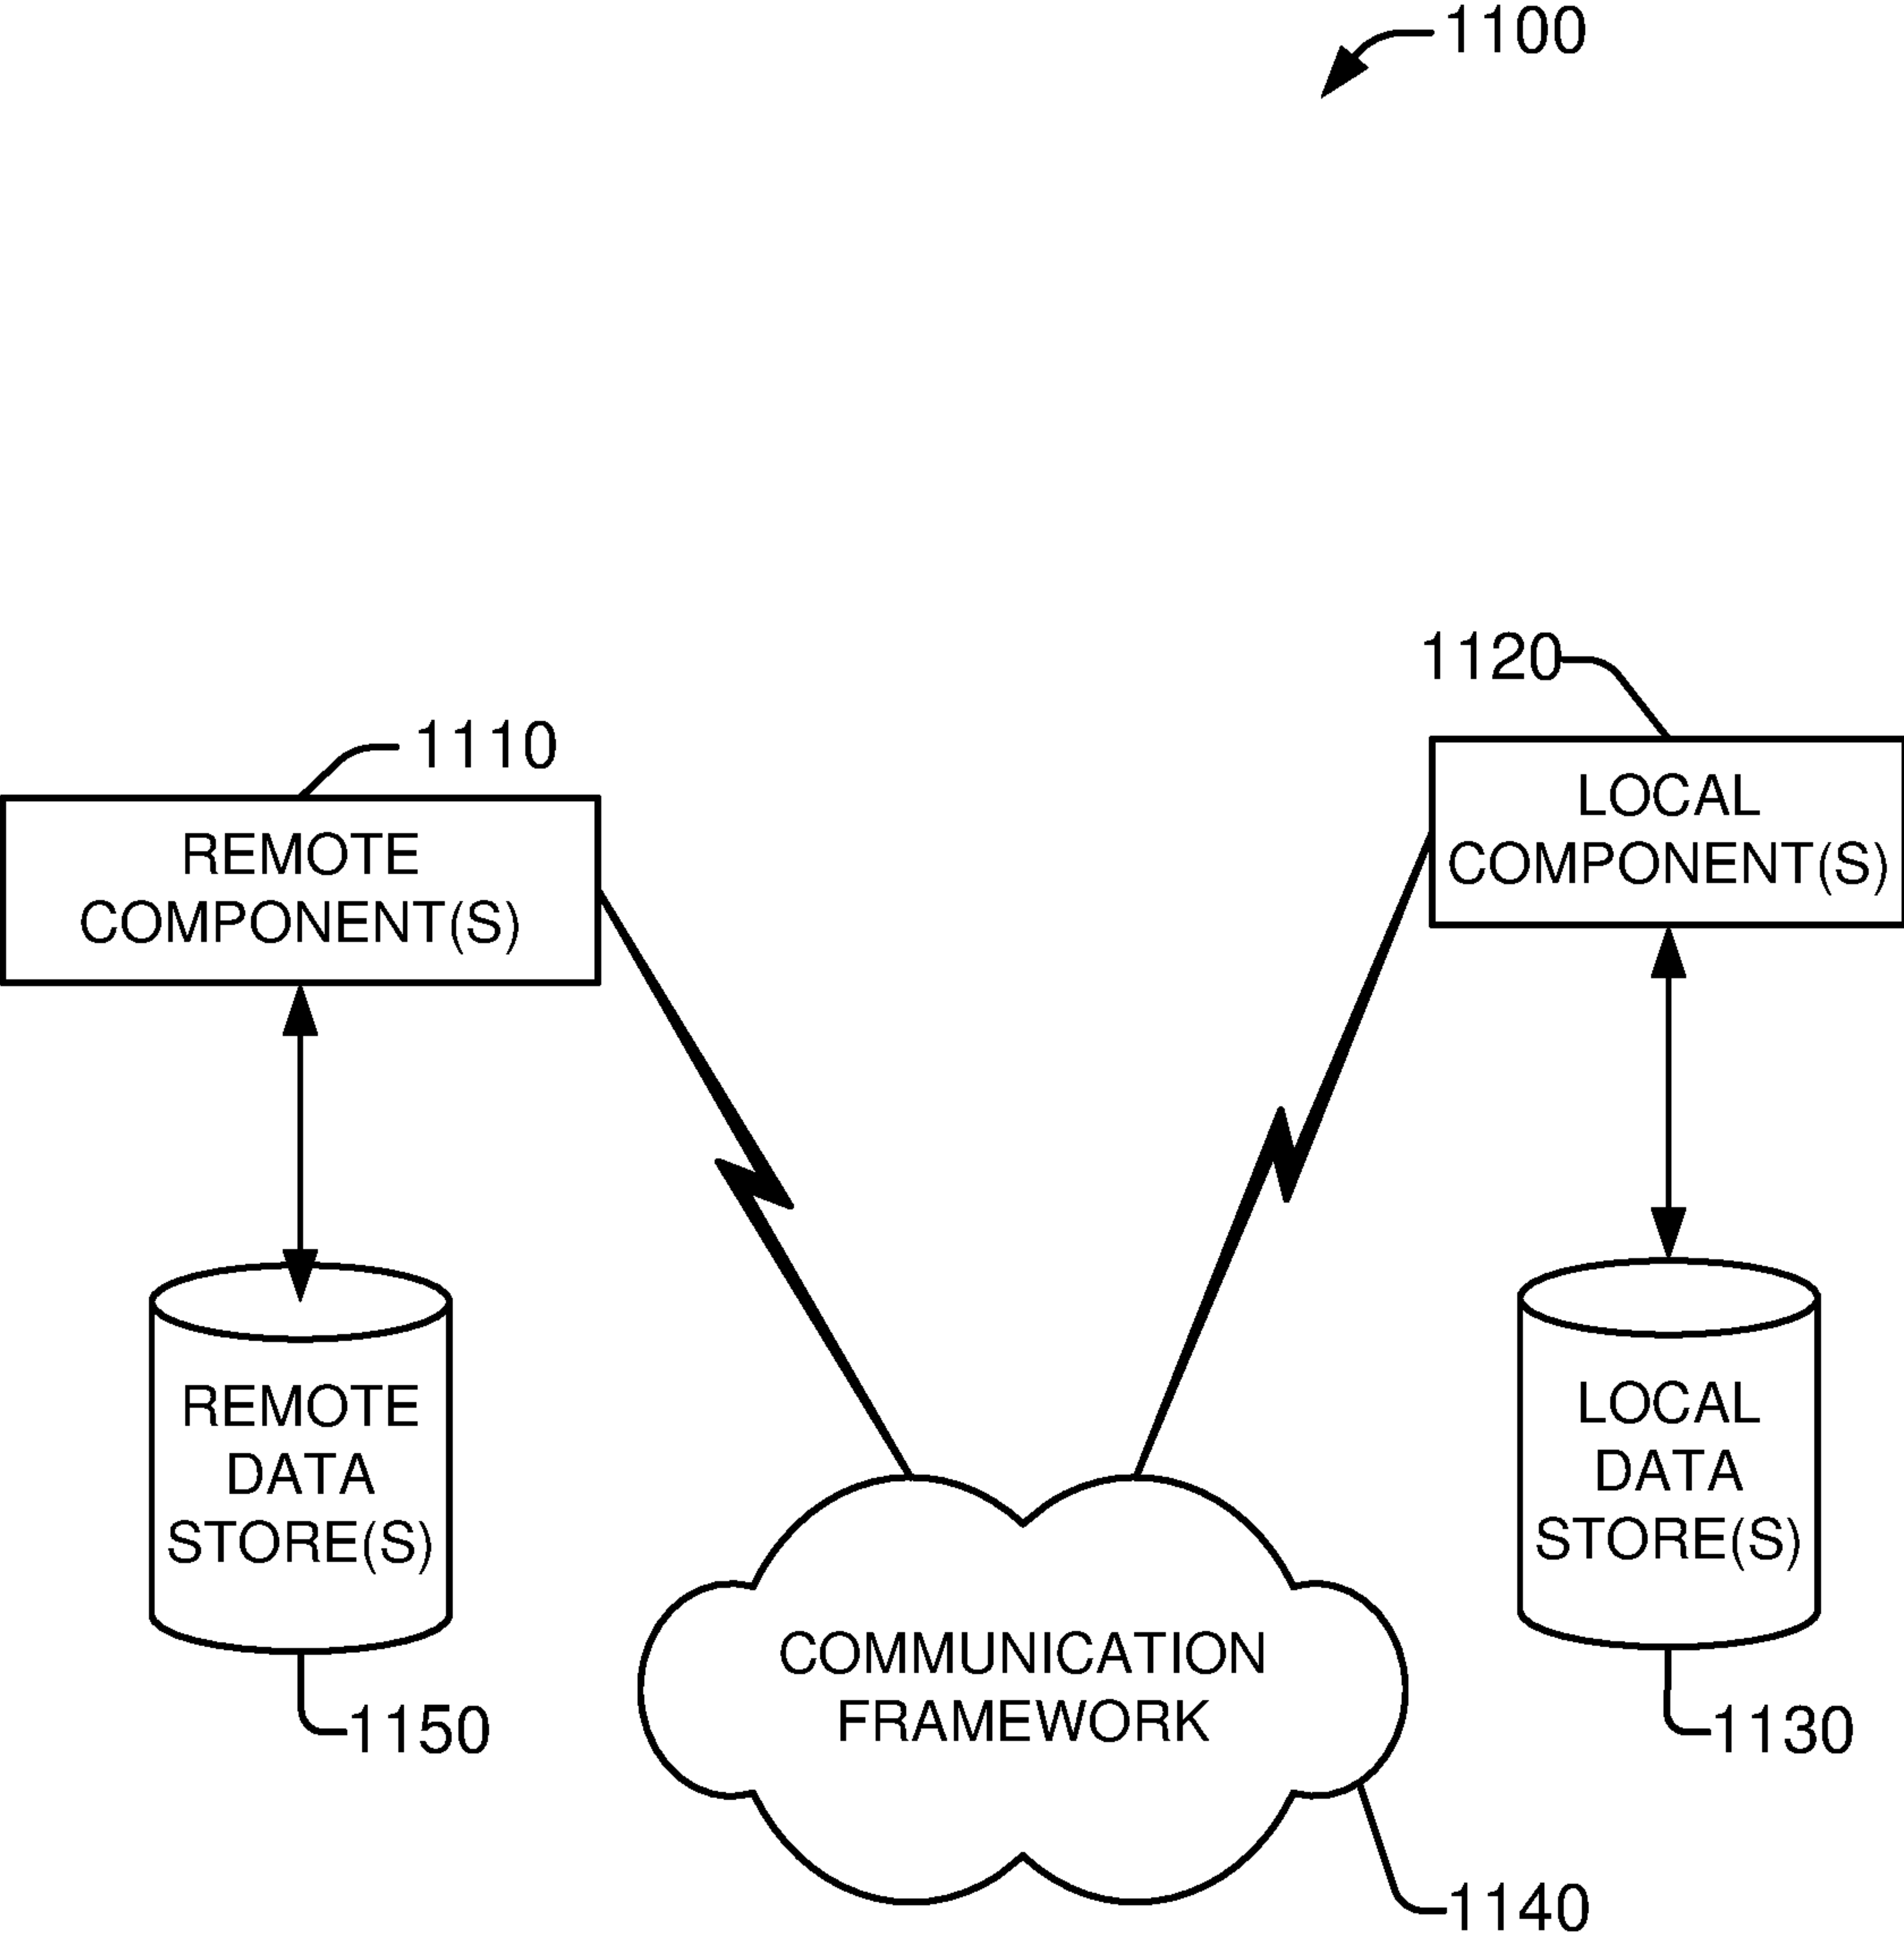 1100
1120
1110
LOCAL
COMPONENT(S)
REMOTE
COMPONENT(S)
REMOTE
DATA
STORE(S)
LOCAL
DATA
STORE(S)
COMMUNICATION
FRAMEWORK
1150
1130
1140